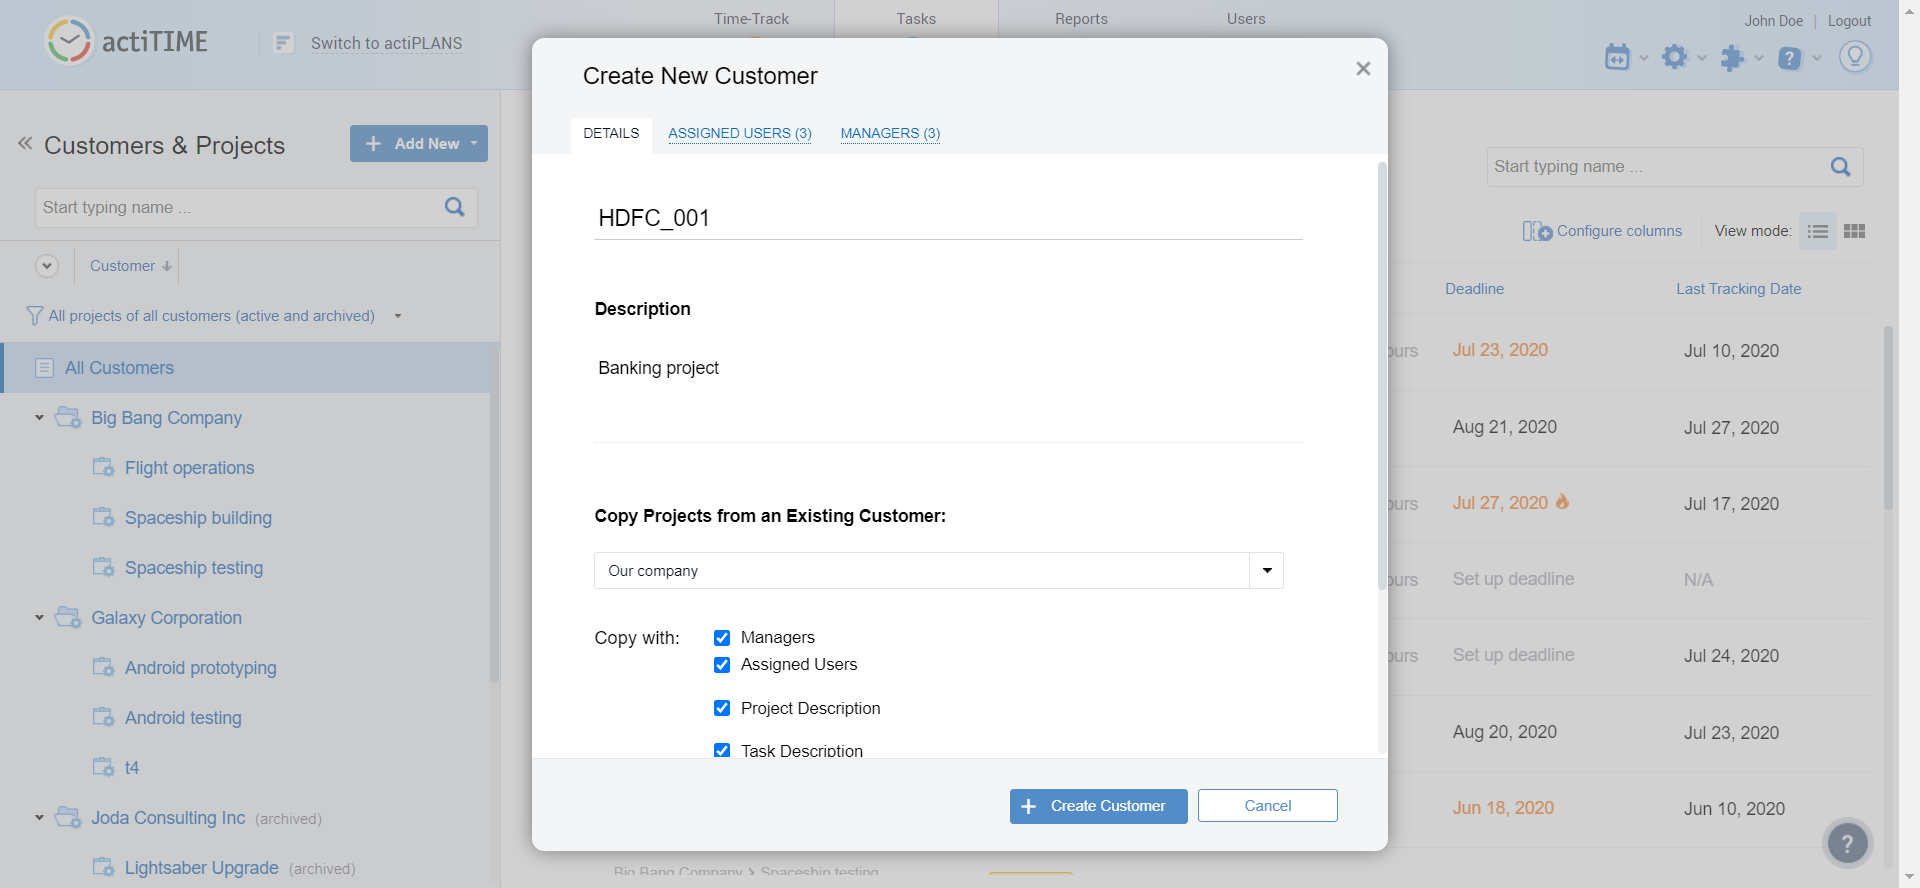 actiTIME
Switch to actiPLANS
Time-Track
Tasks
Reports
Users
John Doe | Logout
Customers & Projects
Add New
Start typing name ...
Customer
All projects of all customers (active and archived)
All Customers
Big Bang Company
Flight operations
Spaceship building
Spaceship testing
Galaxy Corporation
Android prototyping
Android testing
t4
Joda Consulting Inc (archived)
Lightsaber Upgrade (archived)
Create New Customer
DETAILS
ASSIGNED USERS (3)
MANAGERS (3)
HDFC_001
Description
Banking project
Copy Projects from an Existing Customer:
Our company
Copy with:
Managers
Assigned Users
Project Description
Task Description
Create Customer
Cancel
Start typing name ...
Configure columns
View mode:
Deadline
Last Tracking Date
ours Jul 23, 2020 Jul 10, 2020
Aug 21, 2020 Jul 27, 2020
ours Jul 27, 2020 Jul 17, 2020
ours Set up deadline N/A
ours Set up deadline Jul 24, 2020
Aug 20, 2020 Jul 23, 2020
Jun 18, 2020 Jun 10, 2020
Big Bang Company > Spaceship testing
?